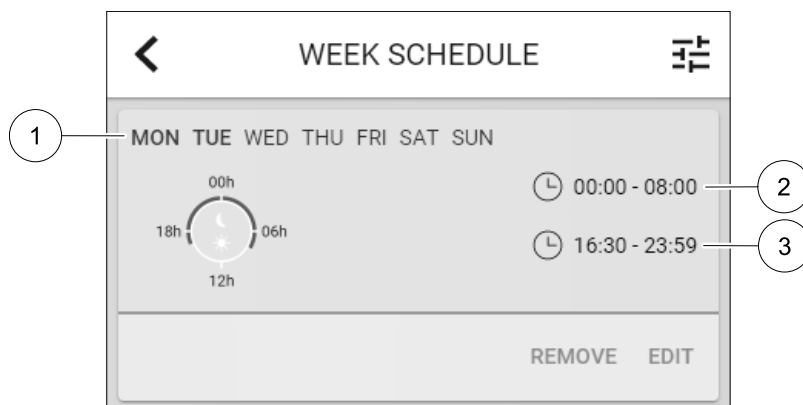 WEEK SCHEDULE
1
MON TUE WED THU FRI SAT SUN
00h
18h
06h
12h
00:00 - 08:00
2
16:30 - 23:59
3
REMOVE EDIT